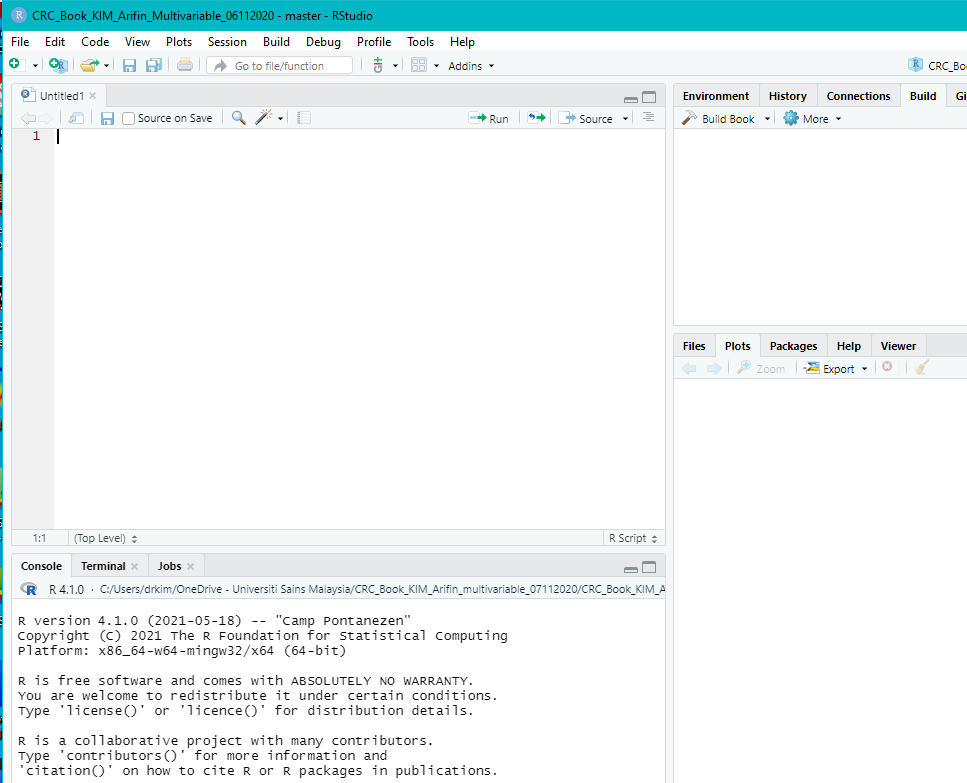 CRC_Book_KIM_Arifin_Multivariable_06112020 - master - RStudio
File Edit Code View Plots Session Build Debug Profile Tools Help
Go to file/function Addins CRC_Boo
Untitled1
Source on Save Run Source
1
1:1 (Top Level) R Script
Console Terminal Jobs
R 4.1.0 · C:/Users/drkim/OneDrive - Universiti Sains Malaysia/CRC_Book_KIM_Arifin_multivariable_07112020/CRC_Book_KIM_A
R version 4.1.0 (2021-05-18) -- "Camp Pontanezen"
Copyright (C) 2021 The R Foundation for Statistical Computing
Platform: x86_64-w64-mingw32/x64 (64-bit)
R is free software and comes with ABSOLUTELY NO WARRANTY.
You are welcome to redistribute it under certain conditions.
Type 'license()' or 'licence()' for distribution details.
R is a collaborative project with many contributors.
Type 'contributors()' for more information and
'citation()' on how to cite R or R packages in publications.
Environment History Connections Build Gi
Build Book More
Files Plots Packages Help Viewer
Zoom Export